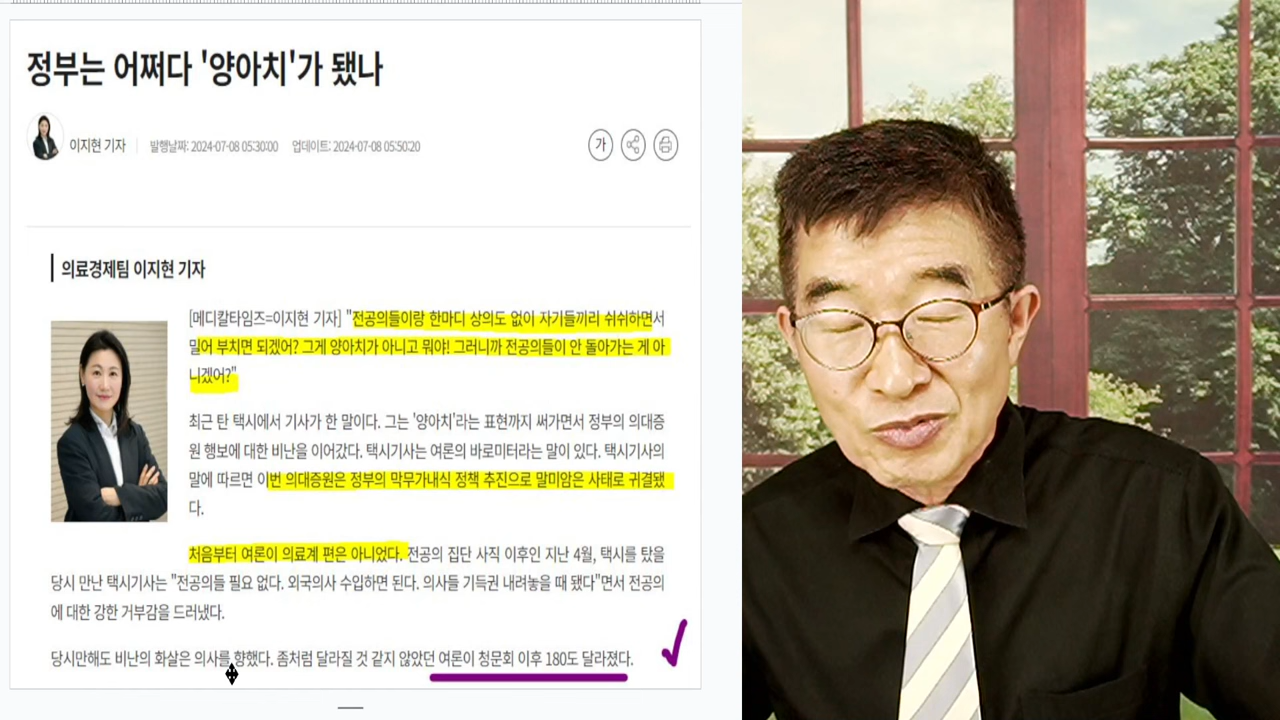 정부는 어쩌다 '양아치'가 됐나
이지현 기자 발행날짜: 2024-07-08 05:30:00 업데이트: 2024-07-08 05:50:20
가
의료경제팀 이지현 기자
[메디칼타임즈=이지현 기자] "전공의들이랑 한마디 상의도 없이 자기들끼리 쉬쉬하면서
밀어 부치면 되겠어? 그게 양아치가 아니고 뭐야! 그러니까 전공의들이 안 돌아가는 게 아
니겠어?"
최근 탄 택시에서 기사가 한 말이다. 그는 '양아치'라는 표현까지 써가면서 정부의 의대증
원 행보에 대한 비난을 이어갔다. 택시기사는 여론의 바로미터라는 말이 있다. 택시기사의
말에 따르면 이번 의대증원은 정부의 막무가내식 정책 추진으로 말미암은 사태로 귀결됐
다.
처음부터 여론이 의료계 편은 아니었다. 전공의 집단 사직 이후인 지난 4월, 택시를 탔을
당시 만난 택시기사는 "전공의들 필요 없다. 외국의사 수입하면 된다. 의사들 기득권 내려놓을 때 됐다"면서 전공의
에 대한 강한 거부감을 드러냈다.
당시만해도 비난의 화살은 의사를 향했다. 좀처럼 달라질 것 같지 않았던 여론이 청문회 이후 180도 달라졌다.